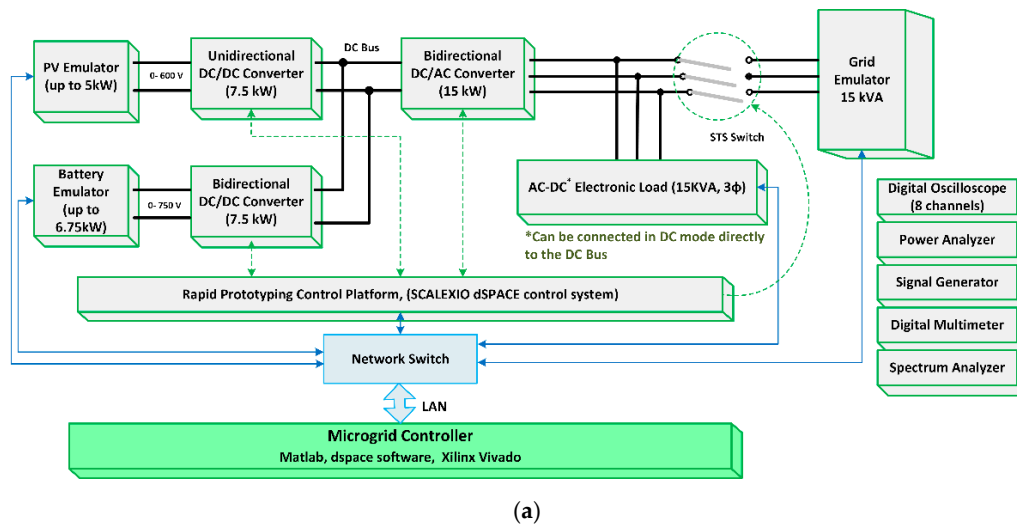 PV Emulator
(up to 5kW)
0- 600 V
Unidirectional
DC/DC Converter
(7.5 kW)
DC Bus
Bidirectional
DC/AC Converter
(15 kW)
STS Switch
Grid
Emulator
15 kVA
Battery
Emulator
(up to
6.75kW)
0- 750 V
Bidirectional
DC/DC Converter
(7.5 kW)
AC-DC* Electronic Load (15KVA, 3ϕ)
*Can be connected in DC mode directly
to the DC Bus
Digital Oscilloscope
(8 channels)
Power Analyzer
Signal Generator
Digital Multimeter
Spectrum Analyzer
Rapid Prototyping Control Platform, (SCALEXIO dSPACE control system)
Network Switch
LAN
Microgrid Controller
Matlab, dspace software, Xilinx Vivado
(a)